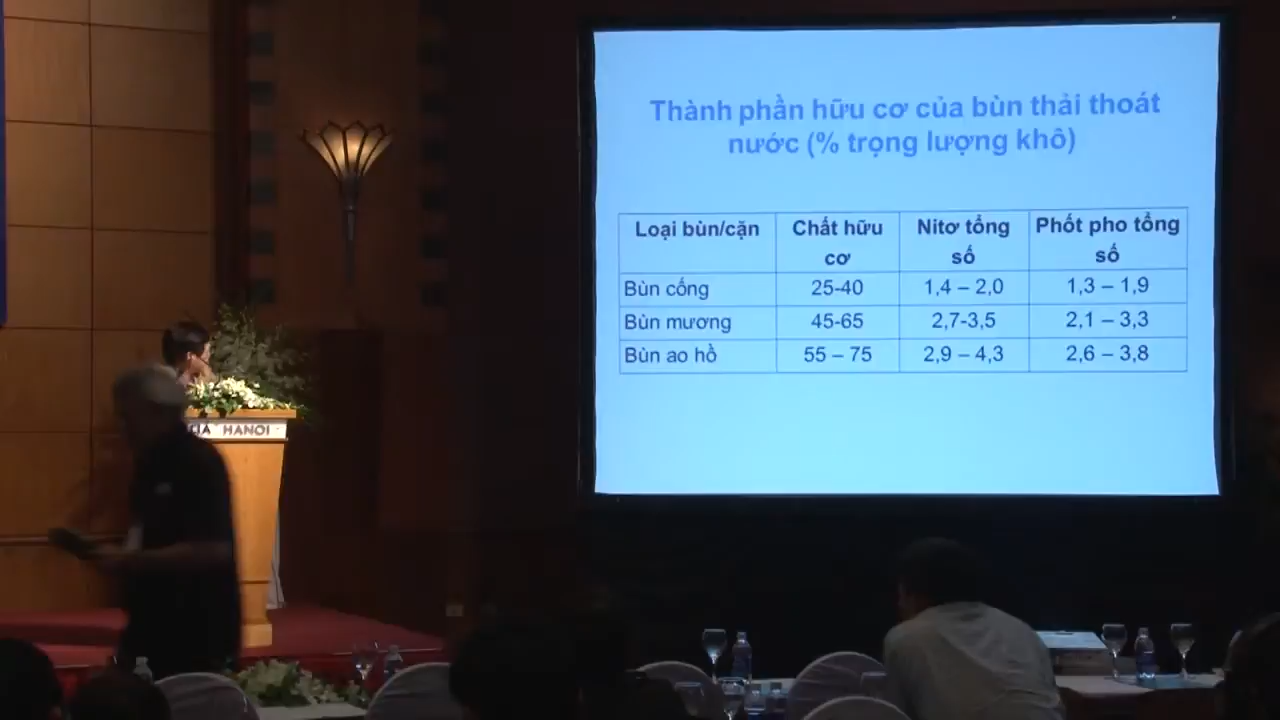 Thành phần hữu cơ của bùn thải thoát
nước (% trọng lượng khô)
Loại bùn/cặn Chất hữu cơ Nitơ tổng số Phốt pho tổng số
Bùn cống 25-40 1,4 – 2,0 1,3 – 1,9
Bùn mương 45-65 2,7-3,5 2,1 – 3,3
Bùn ao hồ 55 – 75 2,9 – 4,3 2,6 – 3,8
HANOI